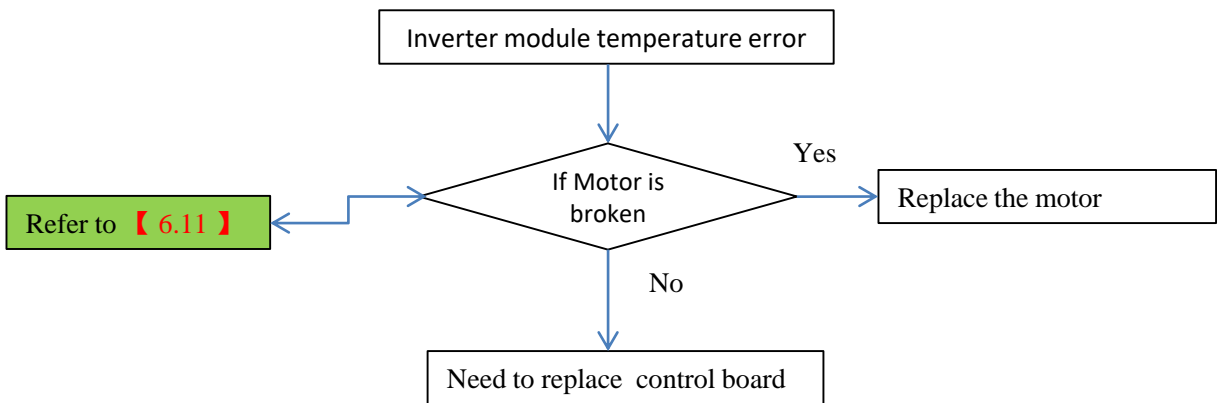 Inverter module temperature error
Yes
If Motor is
broken
Replace the motor
Refer to 【 6.11 】
No
Need to replace  control board